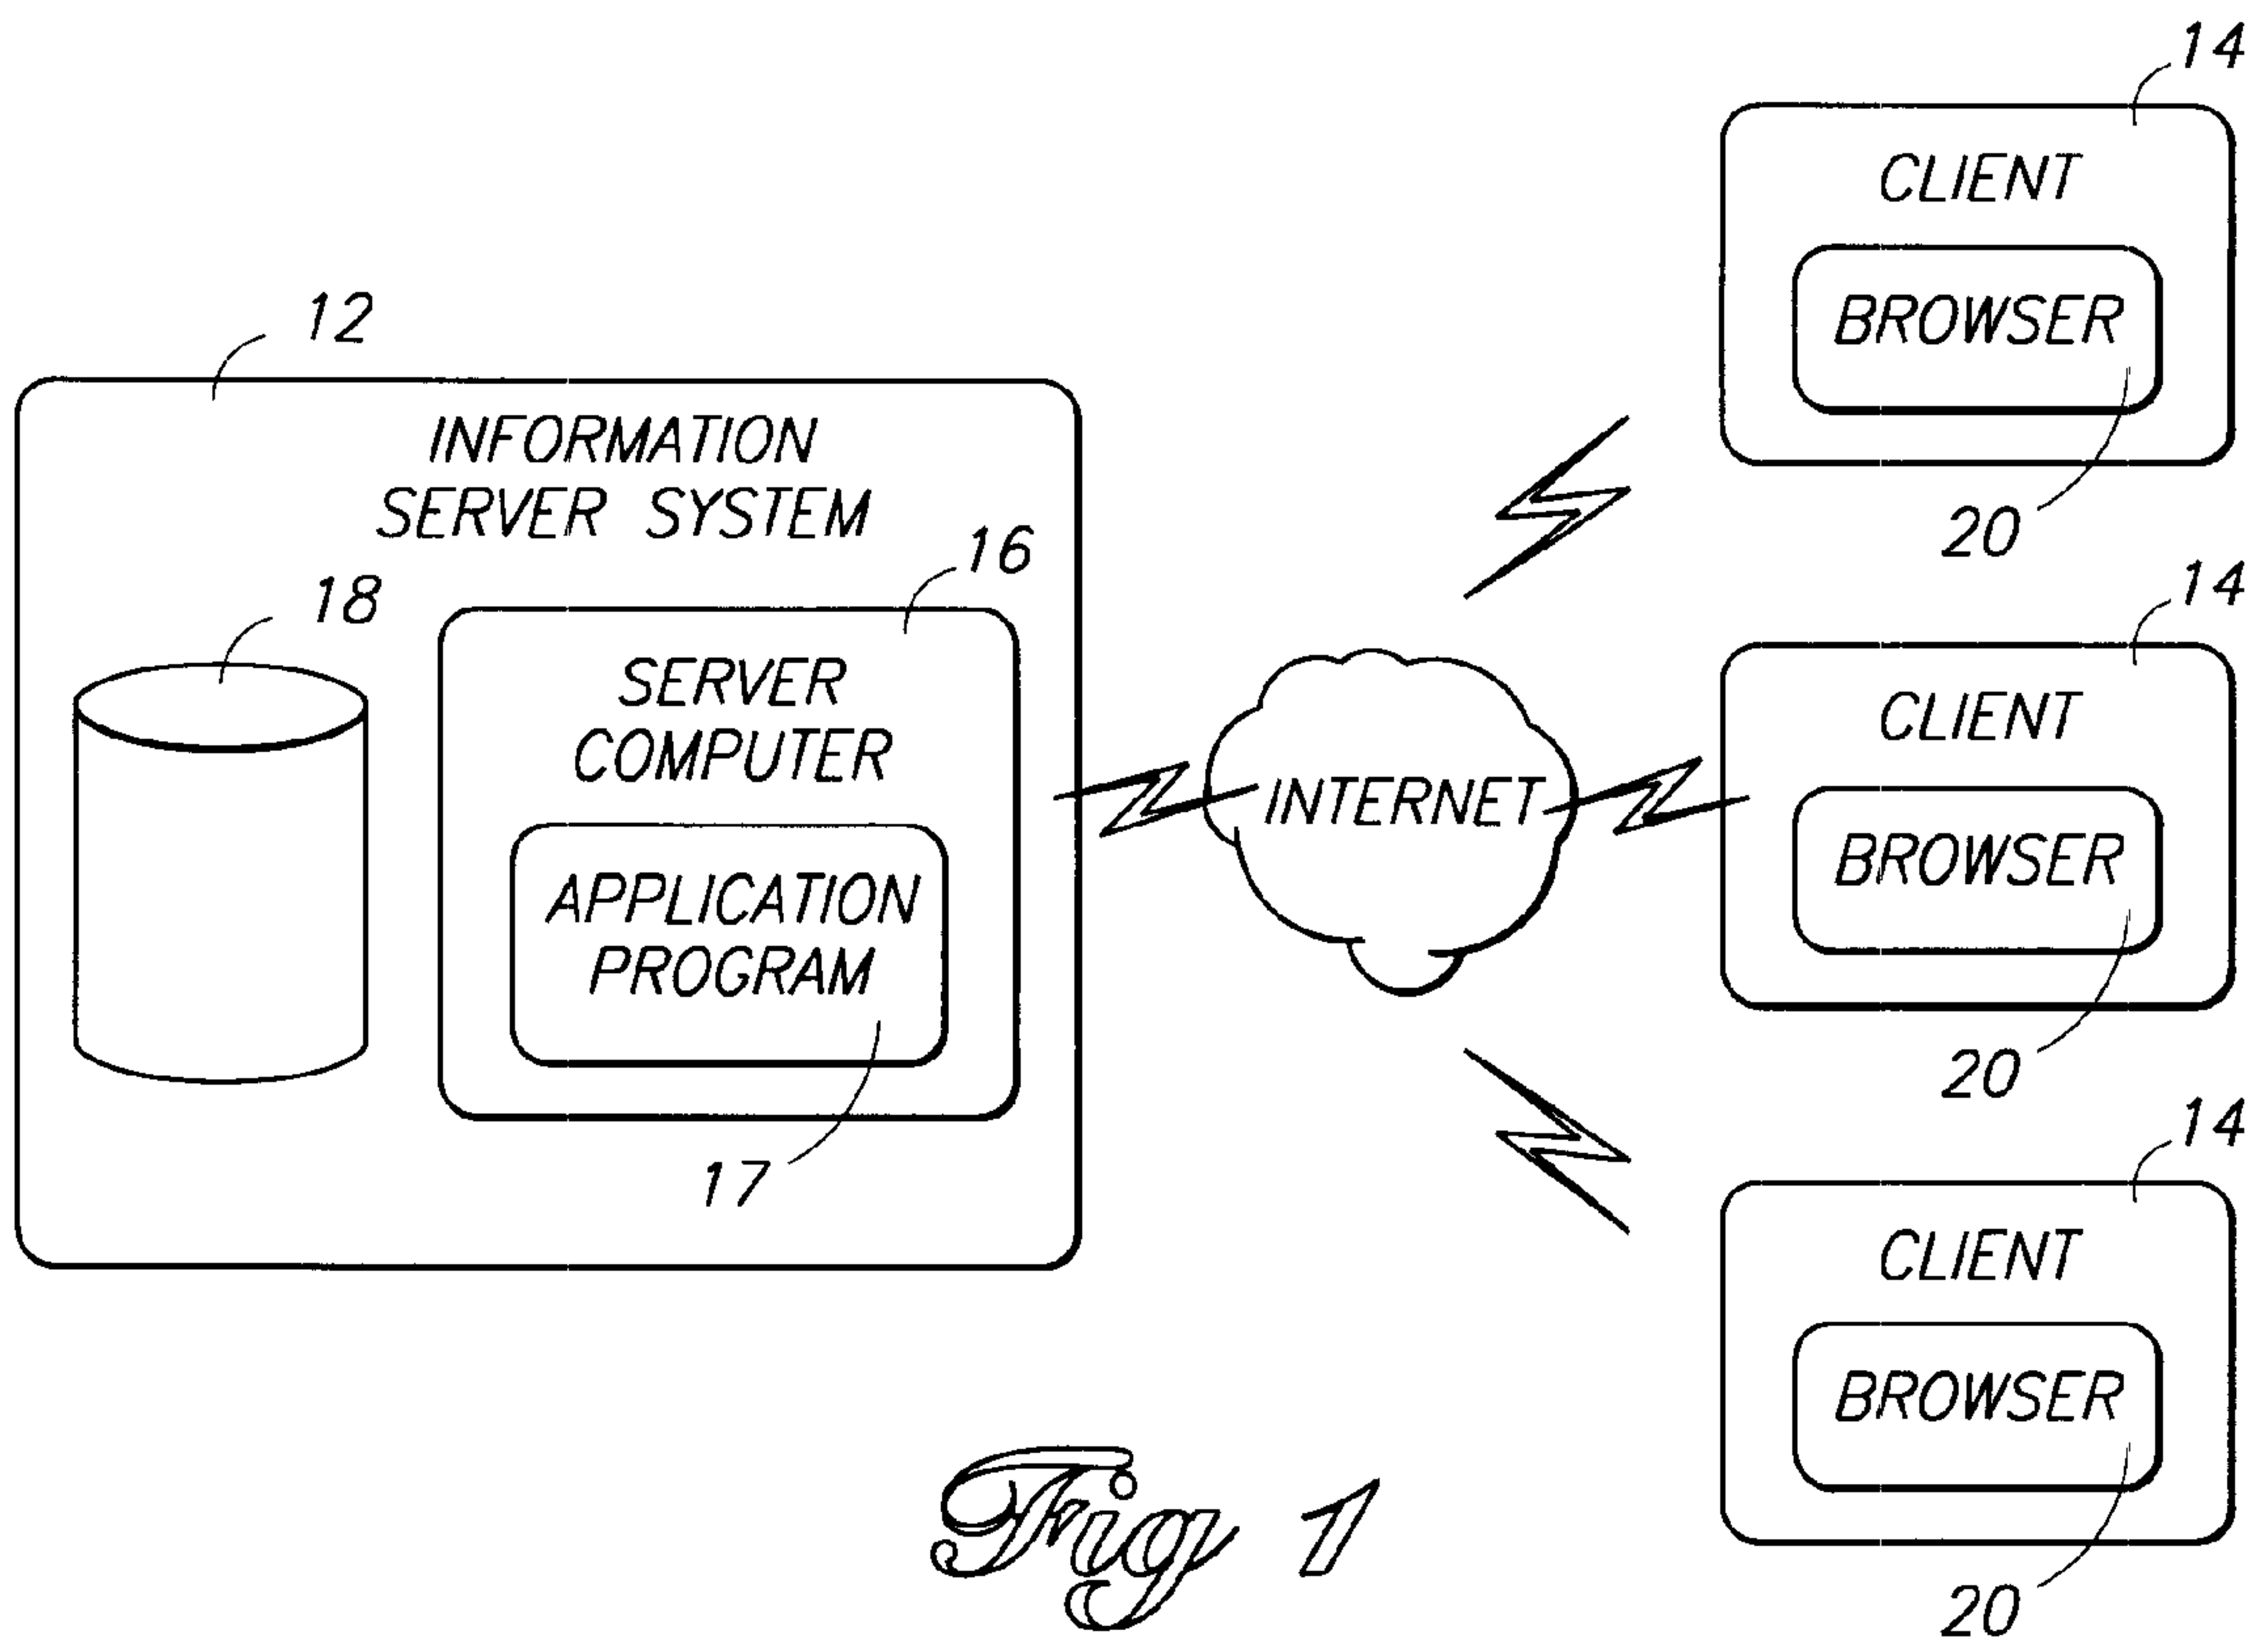 12
INFORMATION
SERVER SYSTEM
18
16
SERVER
COMPUTER
APPLICATION
PROGRAM
17
INTERNET
14
CLIENT
BROWSER
20
14
CLIENT
BROWSER
20
14
CLIENT
BROWSER
20
Fig 1